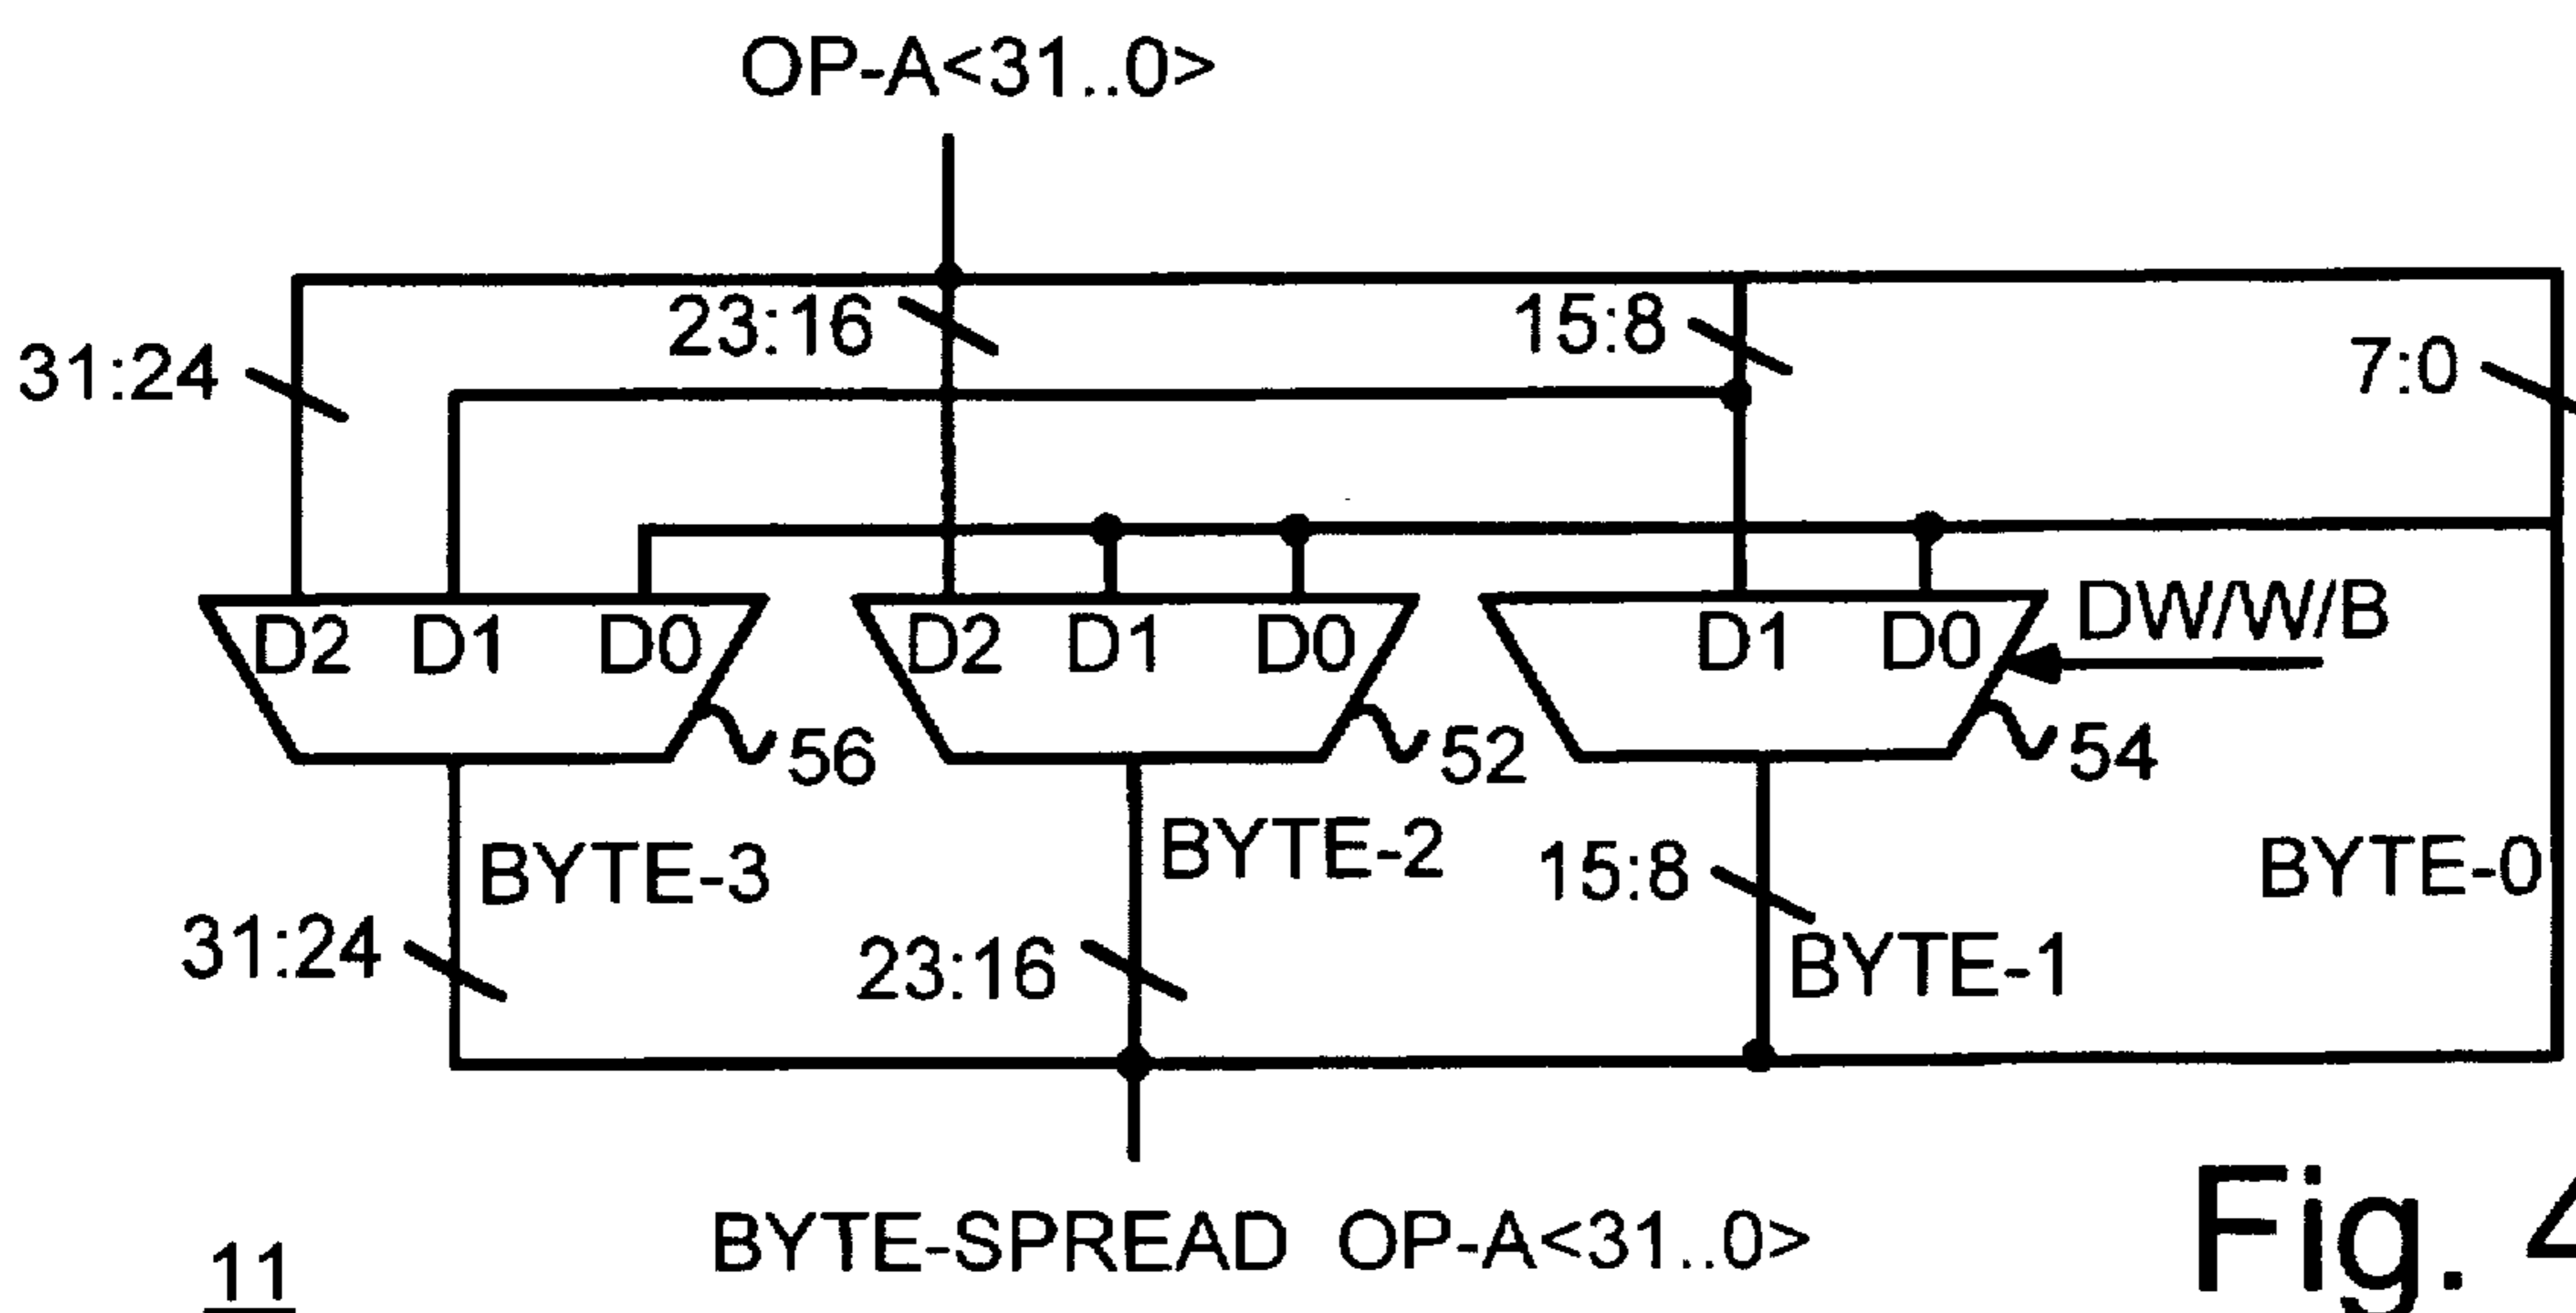 OP-A<31..0>
23:16
15:8
31:24
7:0
D2 D1 D0
D2 D1 D0
D1 D0
DW/W/B
56
52
54
BYTE-3
BYTE-2
15:8
BYTE-0
31:24
23:16
BYTE-1
BYTE-SPREAD OP-A<31..0>
11
Fig. 4